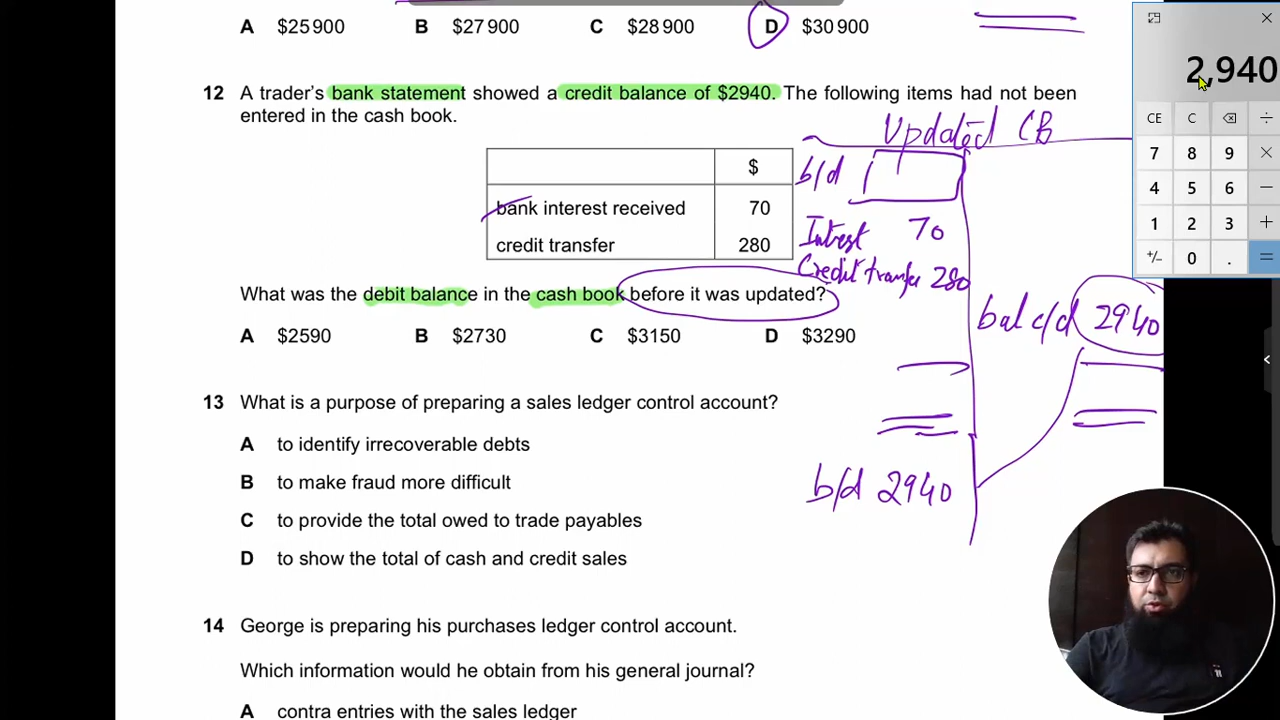 A $25 900 B $27 900 C $28 900 D $30 900
12 A trader's bank statement showed a credit balance of $2940. The following items had not been
entered in the cash book.
$
bank interest received 70
credit transfer 280
What was the debit balance in the cash book before it was updated?
A $2590 B $2730 C $3150 D $3290
Updated CB
b/d
Interest 70
Credit transfer 280
bal c/d 2940
b/d 2940
13 What is a purpose of preparing a sales ledger control account?
A to identify irrecoverable debts
B to make fraud more difficult
C to provide the total owed to trade payables
D to show the total of cash and credit sales
14 George is preparing his purchases ledger control account.
Which information would he obtain from his general journal?
A contra entries with the sales ledger
2,940
CE C ⌫ ÷
7 8 9 ×
4 5 6 −
1 2 3 +
+/− 0 . =